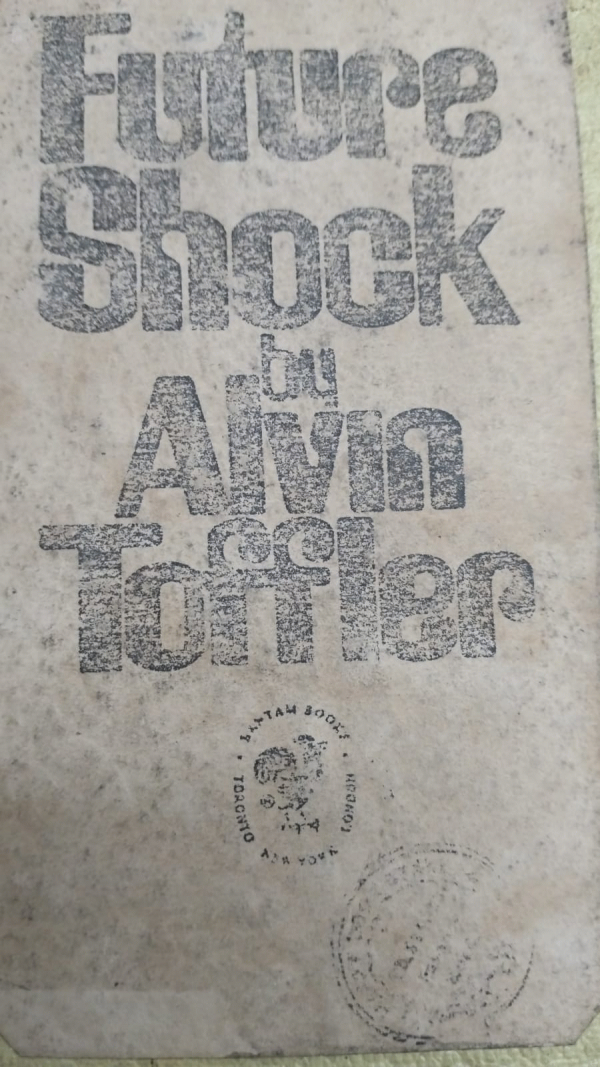 Future
Shock
by
Alvin
Toffler
BANTAM BOOKS
TORONTO • NEW YORK • LONDON